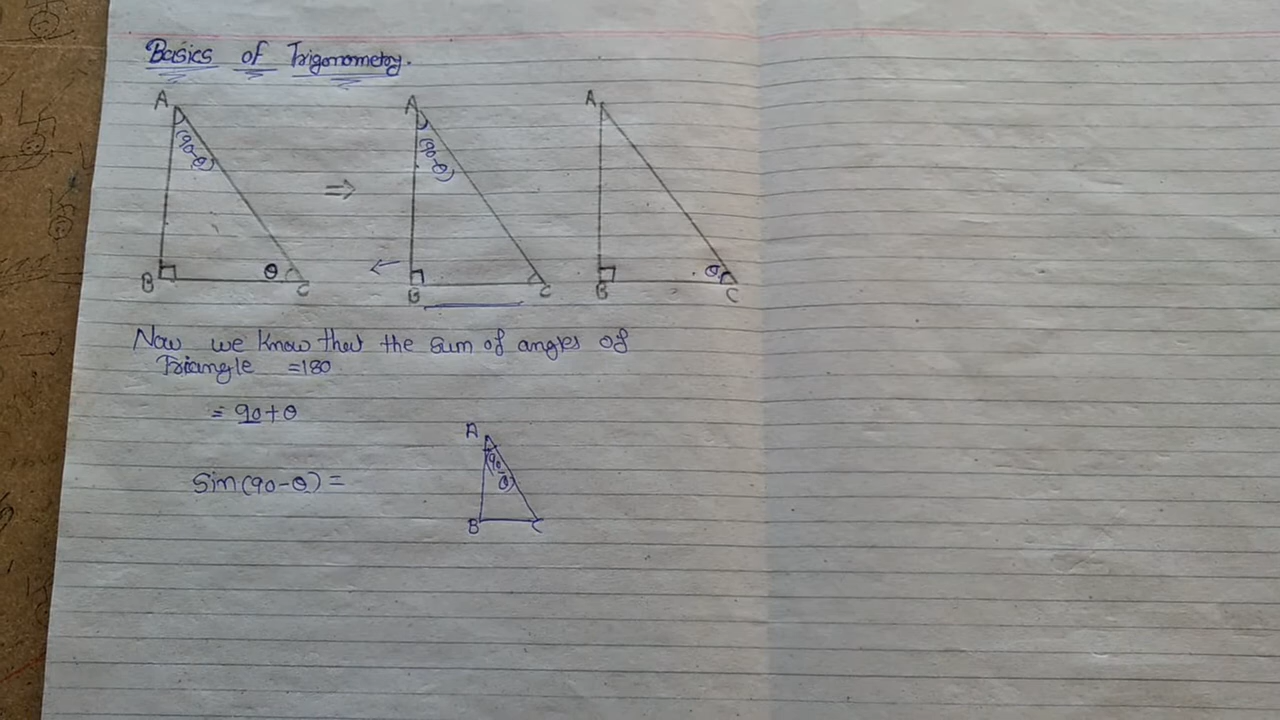 Basics of Trigonometry.
A A A
(90-θ) (90-θ)
⇒
←
B θ C B C B θ C
Now we know that the sum of angles of
Triangle =180
= 90+θ
A
Sin(90-θ)= 90-θ)
B C